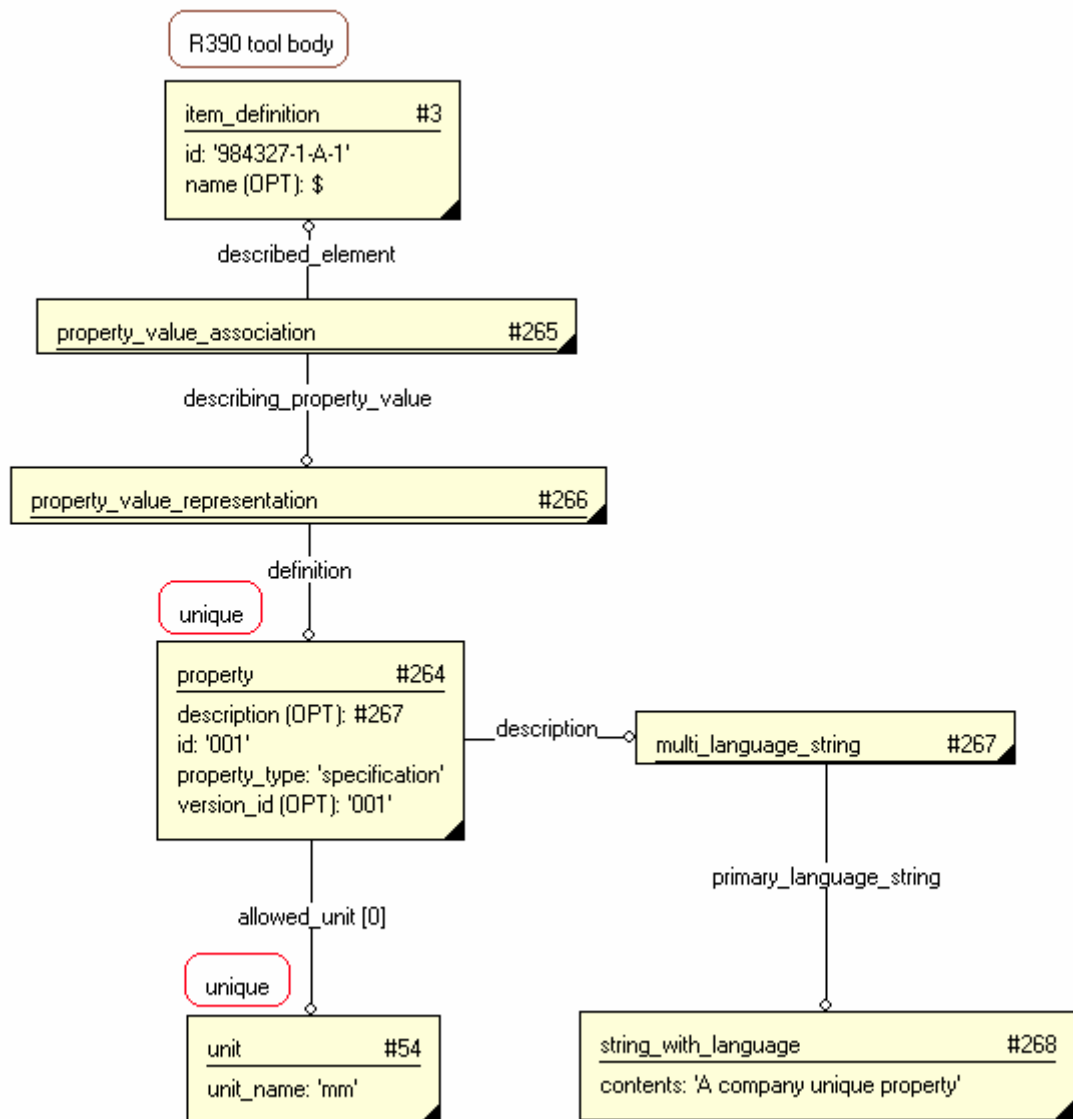 R390 tool body
item_definition #3
id: '984327-1-A-1'
name (OPT): $
described_element
property_value_association #265
describing_property_value
property_value_representation #266
definition
unique
property #264
description (OPT): #267
id: '001'
property_type: 'specification'
version_id (OPT): '001'
description
multi_language_string #267
primary_language_string
allowed_unit [0]
unique
unit #54
unit_name: 'mm'
string_with_language #268
contents: 'A company unique property'